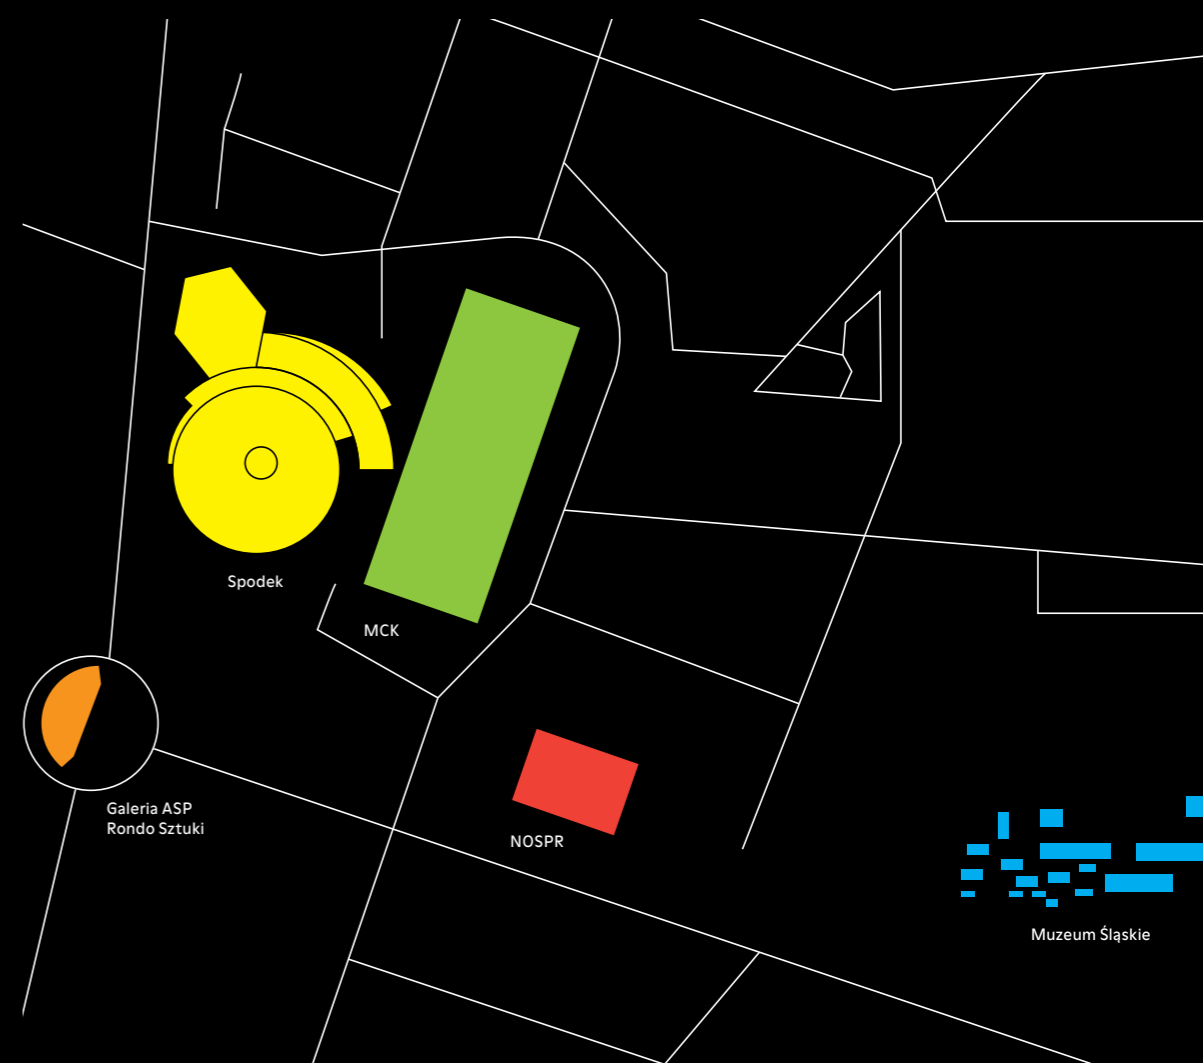 Spodek
MCK
Galeria ASP
Rondo Sztuki
NOSPR
Muzeum Śląskie